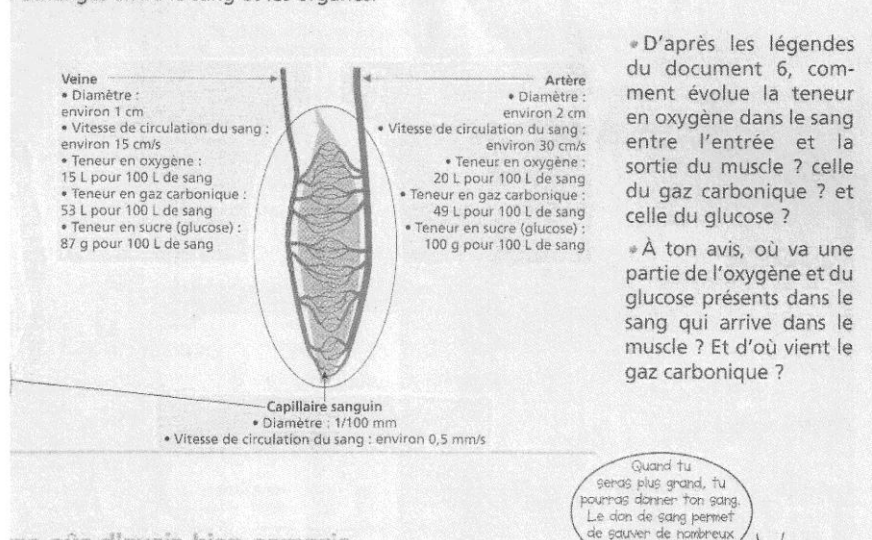 sang et les organes.
Veine
• Diamètre :
environ 1 cm
• Vitesse de circulation du sang :
environ 15 cm/s
• Teneur en oxygène :
15 L pour 100 L de sang
• Teneur en gaz carbonique :
53 L pour 100 L de sang
• Teneur en sucre (glucose) :
87 g pour 100 L de sang
Artère
• Diamètre :
environ 2 cm
• Vitesse de circulation du sang :
environ 30 cm/s
• Teneur en oxygène :
20 L pour 100 L de sang
• Teneur en gaz carbonique :
49 L pour 100 L de sang
• Teneur en sucre (glucose) :
100 g pour 100 L de sang
Capillaire sanguin
• Diamètre : 1/100 mm
• Vitesse de circulation du sang : environ 0,5 mm/s
• D'après les légendes
du document 6, com-
ment évolue la teneur
en oxygène dans le sang
entre l'entrée et la
sortie du muscle ? celle
du gaz carbonique ? et
celle du glucose ?
• À ton avis, où va une
partie de l'oxygène et du
glucose présents dans le
sang qui arrive dans le
muscle ? Et d'où vient le
gaz carbonique ?
Quand tu
seras plus grand, tu
pourras donner ton sang.
Le don de sang permet
de sauver de nombreux